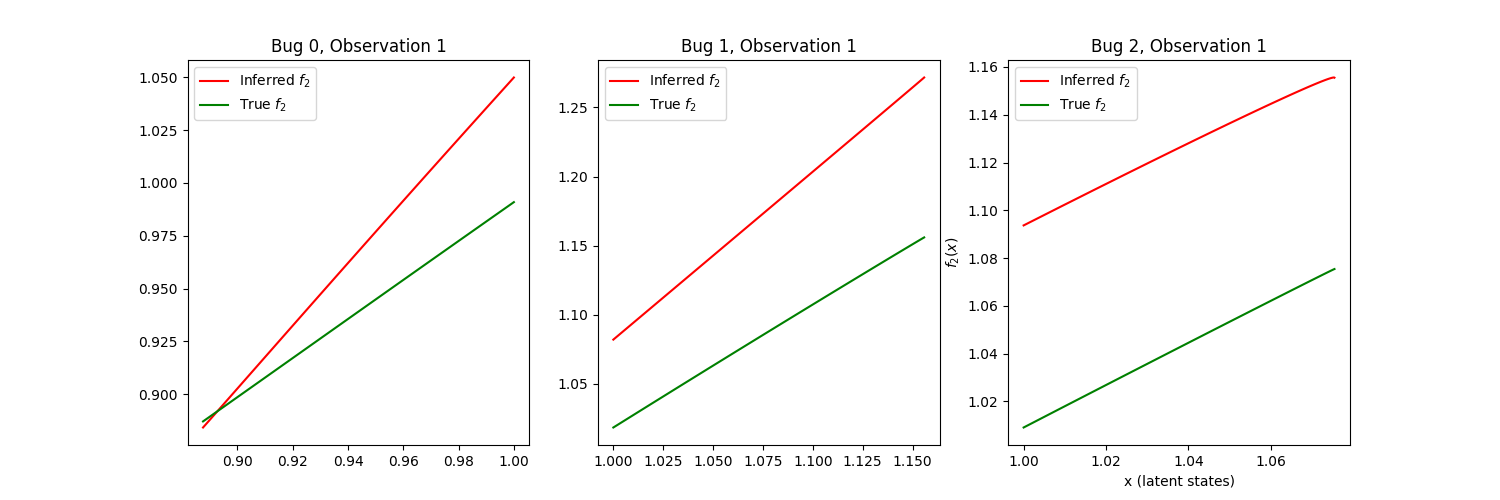 Bug 0, Observation 1
Inferred f₂
True f₂
1.050
1.025
1.000
0.975
0.950
0.925
0.900
0.90 0.92 0.94 0.96 0.98 1.00
Bug 1, Observation 1
Inferred f₂
True f₂
1.25
1.20
1.15
1.10
1.05
1.000 1.025 1.050 1.075 1.100 1.125 1.150
Bug 2, Observation 1
Inferred f₂
True f₂
f₂(x)
1.16
1.14
1.12
1.10
1.08
1.06
1.04
1.02
1.00 1.02 1.04 1.06
x (latent states)